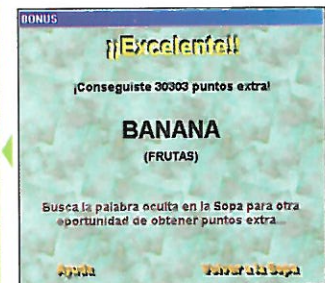 BONUS
¡¡Excelente!!
¡Conseguiste 30303 puntos extra!
BANANA
(FRUTAS)
Busca la palabra oculta en la Sopa para otra
oportunidad de obtener puntos extra...
Ayuda
Volver a la Sopa